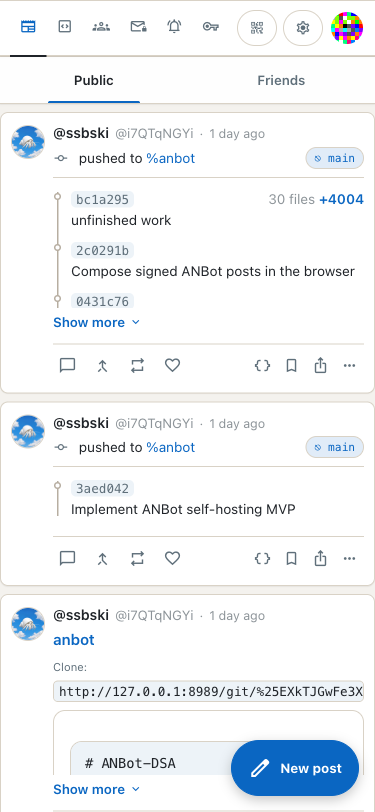 Public Friends
@ssbski @i7QTqNGYi · 1 day ago
pushed to %anbot main
bc1a295 30 files +4004
unfinished work
2c0291b
Compose signed ANBot posts in the browser
0431c76
Show more
@ssbski @i7QTqNGYi · 1 day ago
pushed to %anbot main
3aed042
Implement ANBot self-hosting MVP
@ssbski @i7QTqNGYi · 1 day ago
anbot
Clone:
http://127.0.0.1:8989/git/%25EXkTJGwFe3X
# ANBot-DSA
Show more
New post